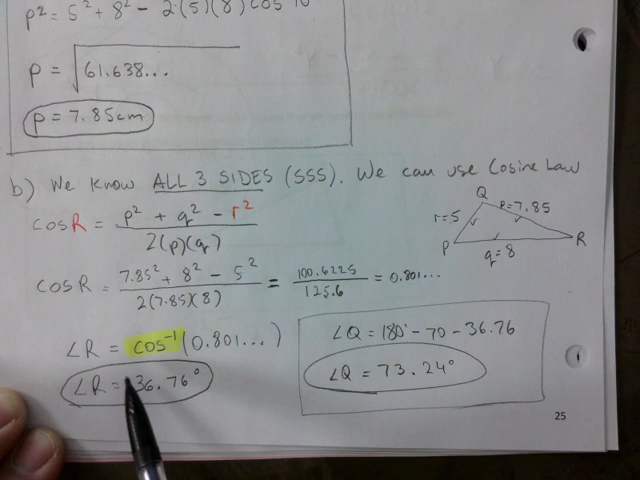 p² = 5² + 8² - 2(5)(8)cos 70
p = √61.638...
p = 7.85cm
b) We know ALL 3 SIDES (SSS). We can use Cosine Law
cosR = p² + q² - r² / 2(p)(q)
Q
r=5
p=7.85
P
R
q=8
cosR = 7.85² + 8² - 5² / 2(7.85)(8) = 100.6225 / 125.6 = 0.801...
∠R = cos⁻¹(0.801...)
∠R = 36.76°
∠Q = 180° - 70 - 36.76
∠Q = 73.24°
25